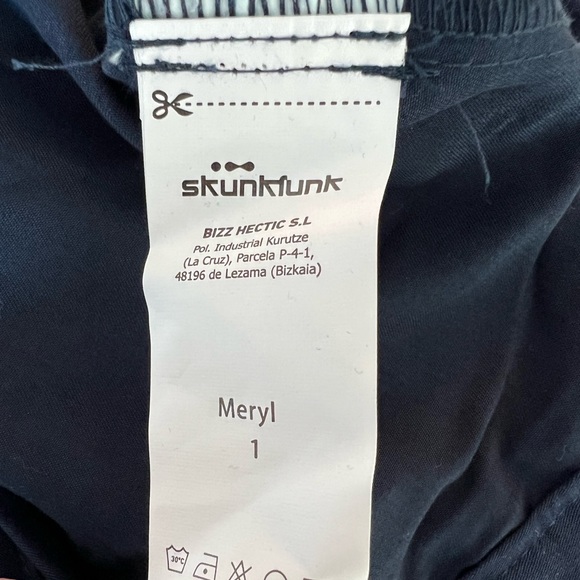 skunkfunk
BIZZ HECTIC S.L
Pol. Industrial Kurutze
(La Cruz), Parcela P-4-1,
48196 de Lezama (Bizkaia)
Meryl
1
30°C